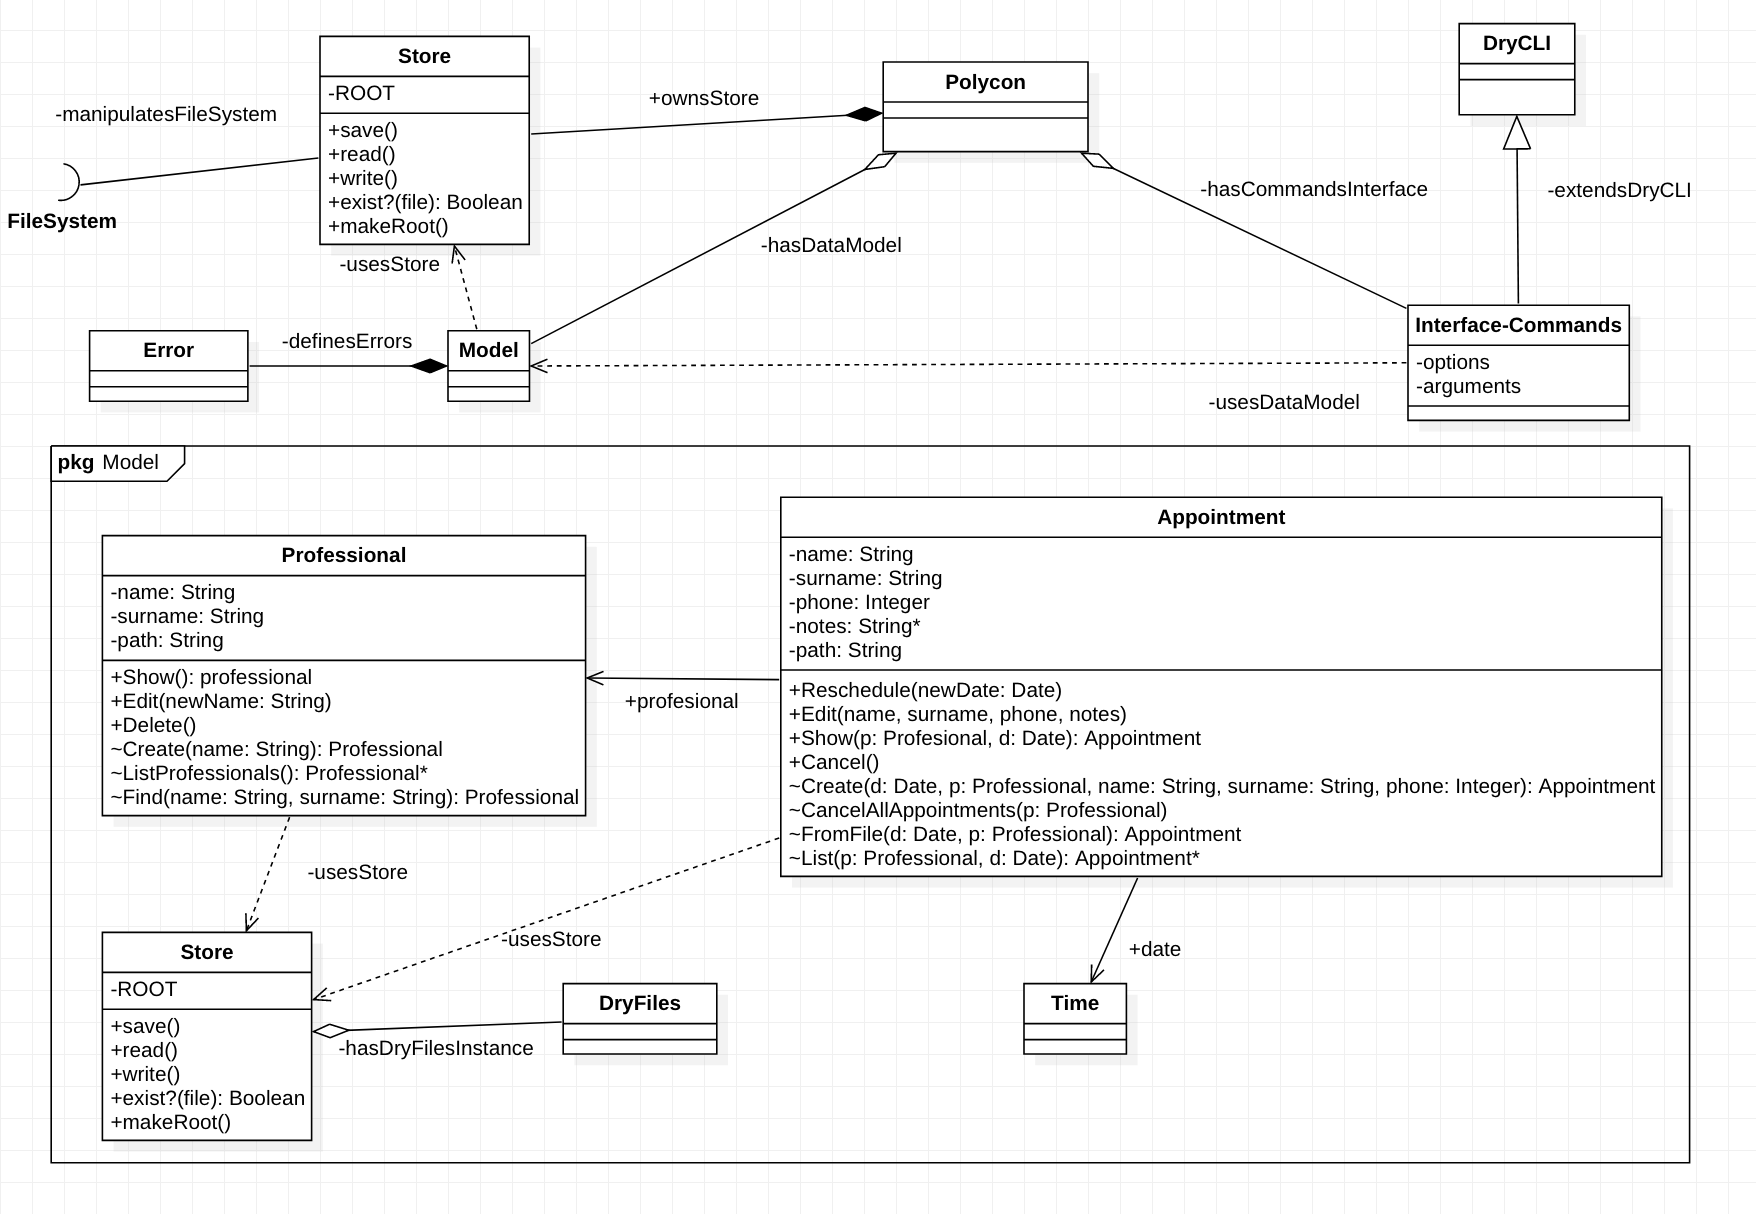 Store
-ROOT
+save()
+read()
+write()
+exist?(file): Boolean
+makeRoot()
-manipulatesFileSystem
FileSystem
+ownsStore
Polycon
DryCLI
-hasCommandsInterface
-extendsDryCLI
-hasDataModel
-usesStore
Error
-definesErrors
Model
Interface-Commands
-options
-arguments
-usesDataModel
pkg Model
Professional
-name: String
-surname: String
-path: String
+Show(): professional
+Edit(newName: String)
+Delete()
~Create(name: String): Professional
~ListProfessionals(): Professional*
~Find(name: String, surname: String): Professional
+profesional
Appointment
-name: String
-surname: String
-phone: Integer
-notes: String*
-path: String
+Reschedule(newDate: Date)
+Edit(name, surname, phone, notes)
+Show(p: Profesional, d: Date): Appointment
+Cancel()
~Create(d: Date, p: Professional, name: String, surname: String, phone: Integer): Appointment
~CancelAllAppointments(p: Professional)
~FromFile(d: Date, p: Professional): Appointment
~List(p: Professional, d: Date): Appointment*
-usesStore
-usesStore
+date
Store
-ROOT
+save()
+read()
+write()
+exist?(file): Boolean
+makeRoot()
-hasDryFilesInstance
DryFiles
Time